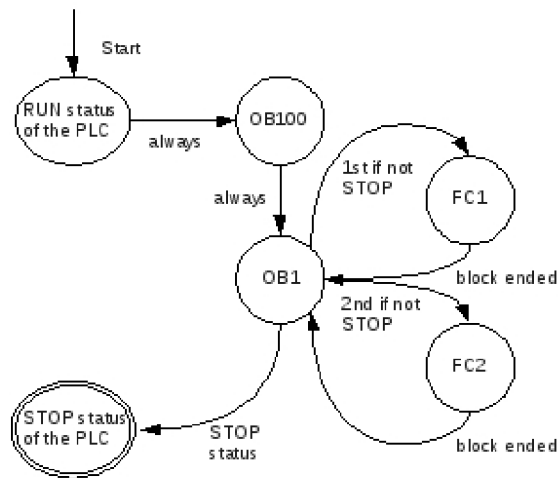 Start
RUN status
of the PLC
always
OB100
always
1st if not
STOP
FC1
block ended
OB1
2nd if not
STOP
FC2
block ended
STOP status
of the PLC
STOP
status